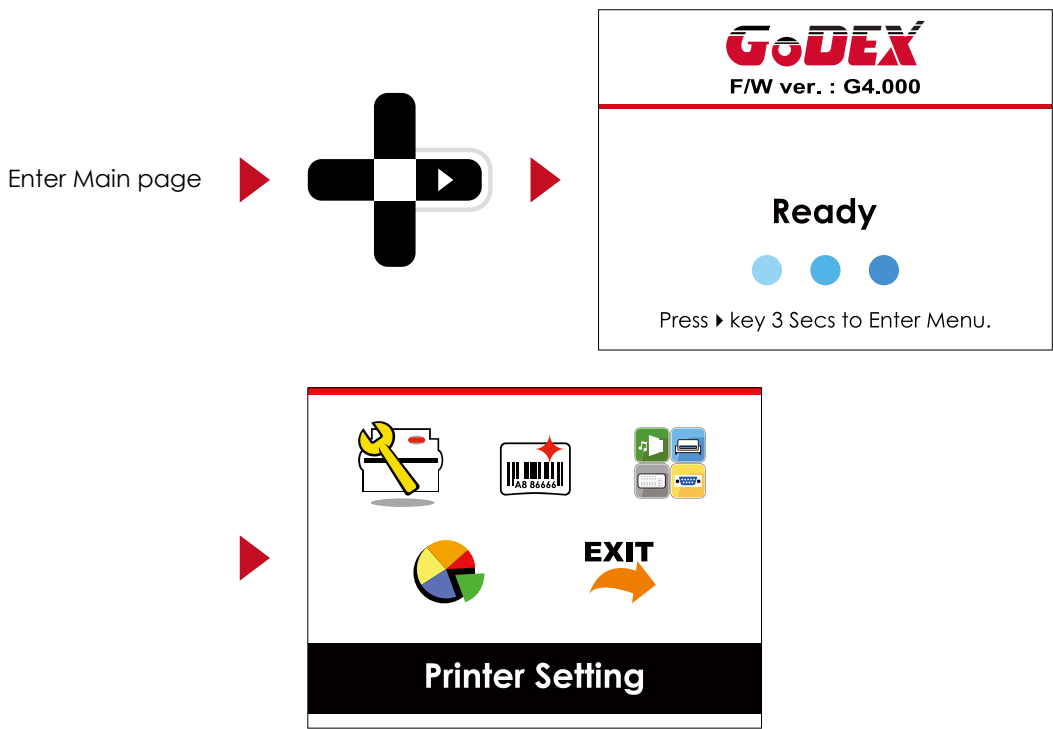 GoDEX
F/W ver. : G4.000
Enter Main page
Ready
Press key 3 Secs to Enter Menu.
A8 86666
EXIT
Printer Setting